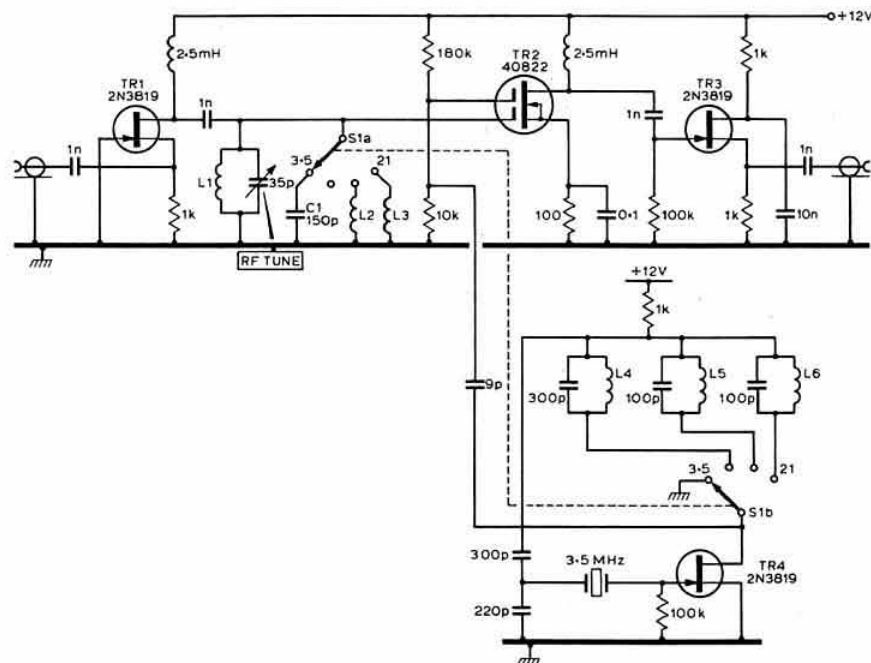 +12V
2·5mH
TR1
2N3819
1n
1n
1k
L1
35p
RF TUNE
S1a
3·5
21
C1
150p
L2
L3
180k
10k
TR2
40822
2·5mH
100
0·1
1n
100k
TR3
2N3819
1k
1k
1n
10n
+12V
1k
9p
300p
L4
100p
L5
100p
L6
3·5
21
S1b
300p
220p
3·5 MHz
100k
TR4
2N3819